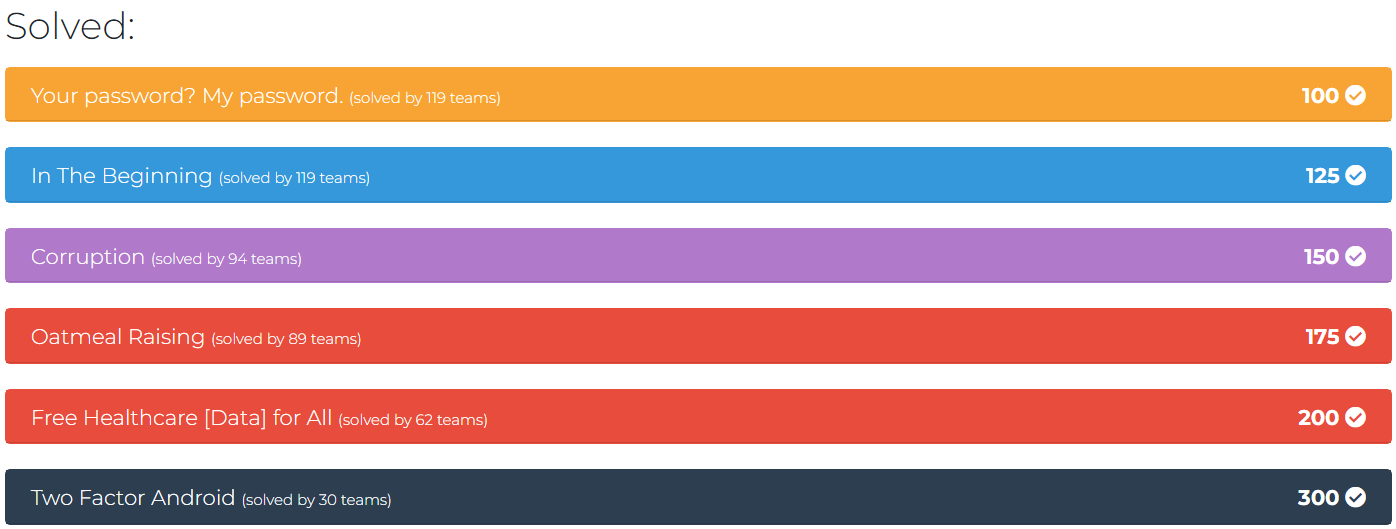 Solved:
Your password? My password. (solved by 119 teams) 100
In The Beginning (solved by 119 teams) 125
Corruption (solved by 94 teams) 150
Oatmeal Raising (solved by 89 teams) 175
Free Healthcare [Data] for All (solved by 62 teams) 200
Two Factor Android (solved by 30 teams) 300